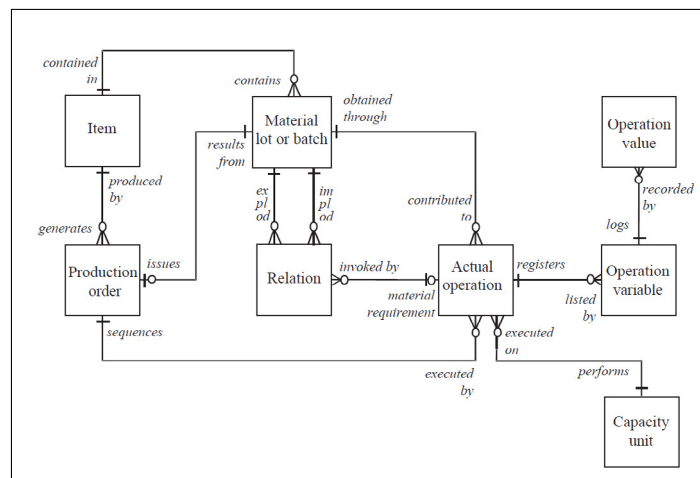 contained
in
contains
Item
Material
lot or batch
obtained
through
Operation
value
results
from
produced
by
ex
pl
od
im
pl
od
contributed
to
recorded
by
generates
logs
Production
order
issues
Relation
invoked by
material
requirement
Actual
operation
registers
listed
by
Operation
variable
sequences
executed
by
executed
on
performs
Capacity
unit